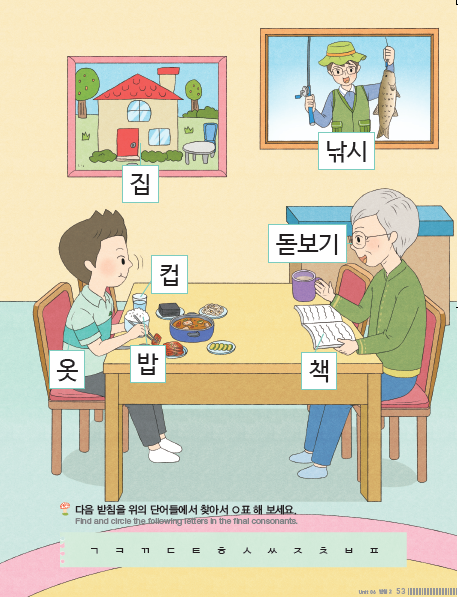 낚시
집
돋보기
컵
옷
밥
책
다음 받침을 위의 단어들에서 찾아서 ○표 해 보세요.
Find and circle the following letters in the final consonants.
ㄱ ㅋ ㄲ ㄷ ㅌ ㅎ ㅅ ㅆ ㅈ ㅊ ㅂ ㅍ
Unit 04 받침 2 53